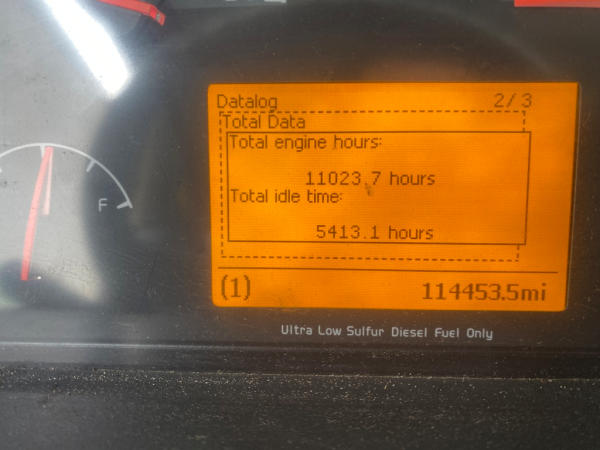 Datalog 2/3
Total Data
Total engine hours:
11023.7 hours
Total idle time:
5413.1 hours
(1) 114453.5mi
F
Ultra Low Sulfur Diesel Fuel Only